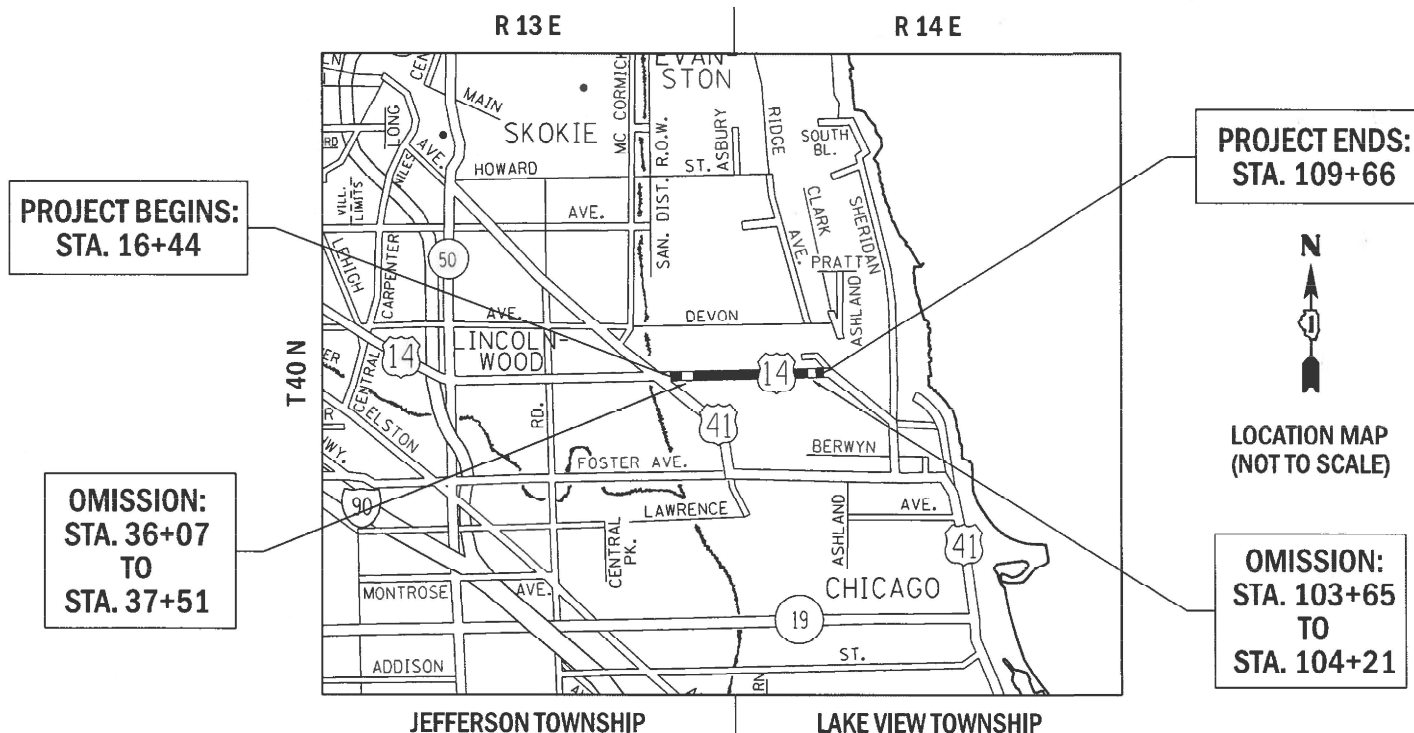 R 13 E
R 14 E
PROJECT BEGINS:
STA. 16+44
PROJECT ENDS:
STA. 109+66
N
LOCATION MAP
(NOT TO SCALE)
T40 N
OMISSION:
STA. 36+07
TO
STA. 37+51
OMISSION:
STA. 103+65
TO
STA. 104+21
CEN
MAIN
AVE.
LONG
RD
NILES
SKOKIE
MC CORMICK
EVAN
STON
SAN. DIST. R.O.W.
ST.
ASBURY
RIDGE
AVE.
SOUTH
BL.
HOWARD
AVE.
VILL.
LIMITS
LEHIGH
CARPENTER
50
CLARK
SHERIDAN
PRATT
ASHLAND
AVE.
DEVON
LINCOLN-
WOOD
14
14
CENTRAL
ELSTON
RD.
41
BERWYN
FOSTER AVE.
HWY.
90
LAWRENCE
AVE.
CENTRAL
PK.
ASHLAND
41
MONTROSE
AVE.
CHICAGO
19
ADDISON
ST.
JEFFERSON TOWNSHIP
LAKE VIEW TOWNSHIP